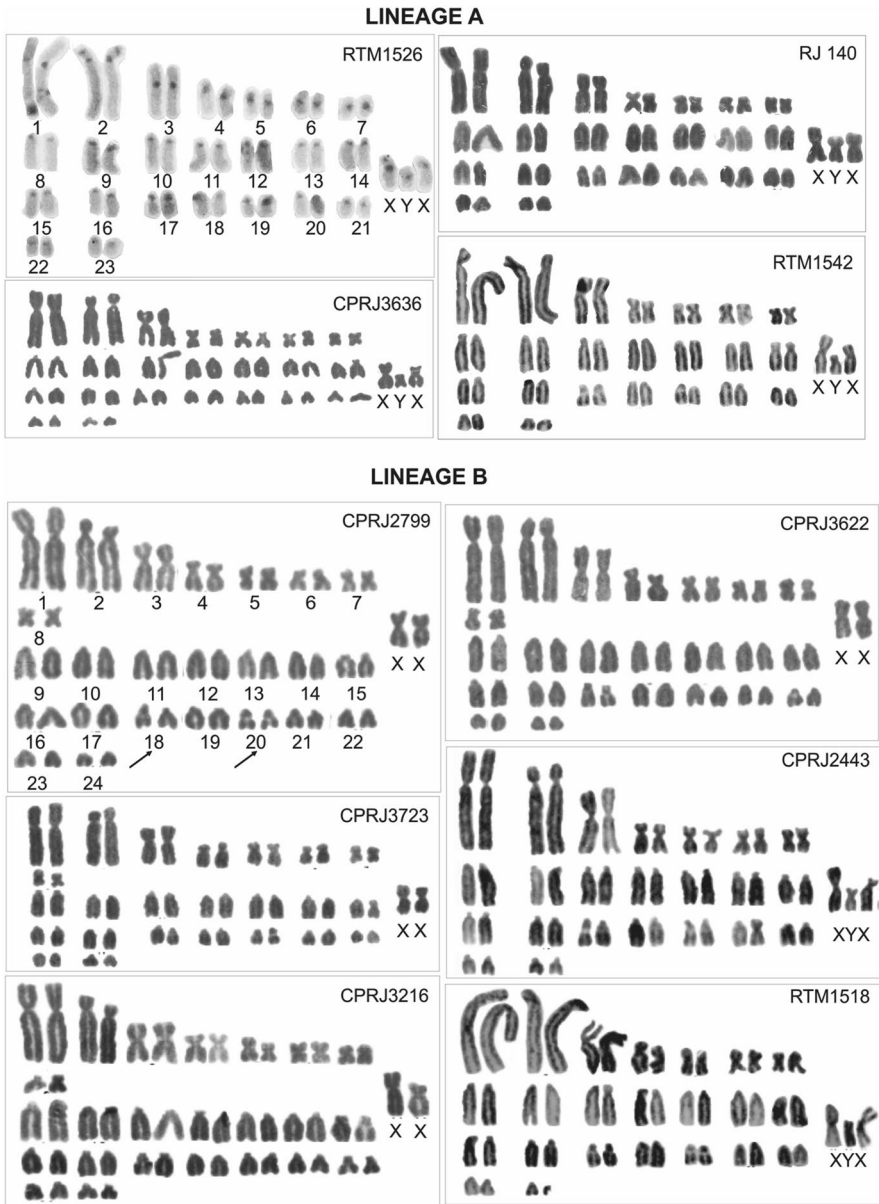 LINEAGE A
RTM1526
1 2 3 4 5 6 7
8 9 10 11 12 13 14
X Y X
15 16 17 18 19 20 21
22 23
RJ 140
X Y X
CPRJ3636
X Y X
RTM1542
X Y X
LINEAGE B
CPRJ2799
1 2 3 4 5 6 7
8
X X
9 10 11 12 13 14 15
16 17 18 19 20 21 22
23 24
CPRJ3622
X X
CPRJ3723
X X
CPRJ2443
XYX
CPRJ3216
X X
RTM1518
XYX